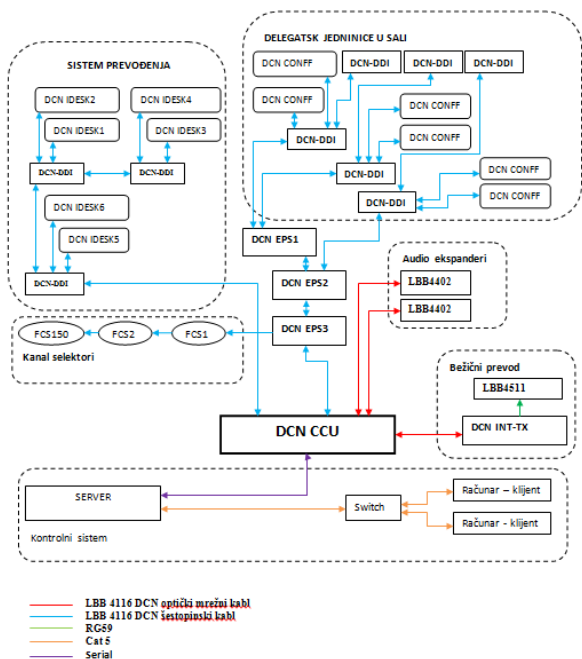 SISTEM PREVOĐENJA
DCN IDESK2
DCN IDESK4
DCN IDESK1
DCN IDESK3
DCN-DDI
DCN-DDI
DCN IDESK6
DCN IDESK5
DCN-DDI
DELEGATSK JEDNINICE U SALI
DCN CONFF
DCN-DDI
DCN-DDI
DCN-DDI
DCN CONFF
DCN CONFF
DCN-DDI
DCN CONFF
DCN-DDI
DCN CONFF
DCN-DDI
DCN CONFF
DCN EPS1
DCN EPS2
DCN EPS3
Audio ekspanderi
LBB4402
LBB4402
FCS150
FCS2
FCS1
Kanal selektori
Bežični prevod
LBB4511
DCN INT-TX
DCN CCU
SERVER
Switch
Računar – klijent
Računar - klijent
Kontrolni sistem
LBB 4116 DCN optički mrežni kabl
LBB 4116 DCN šestopinski kabl
RG59
Cat 5
Serial